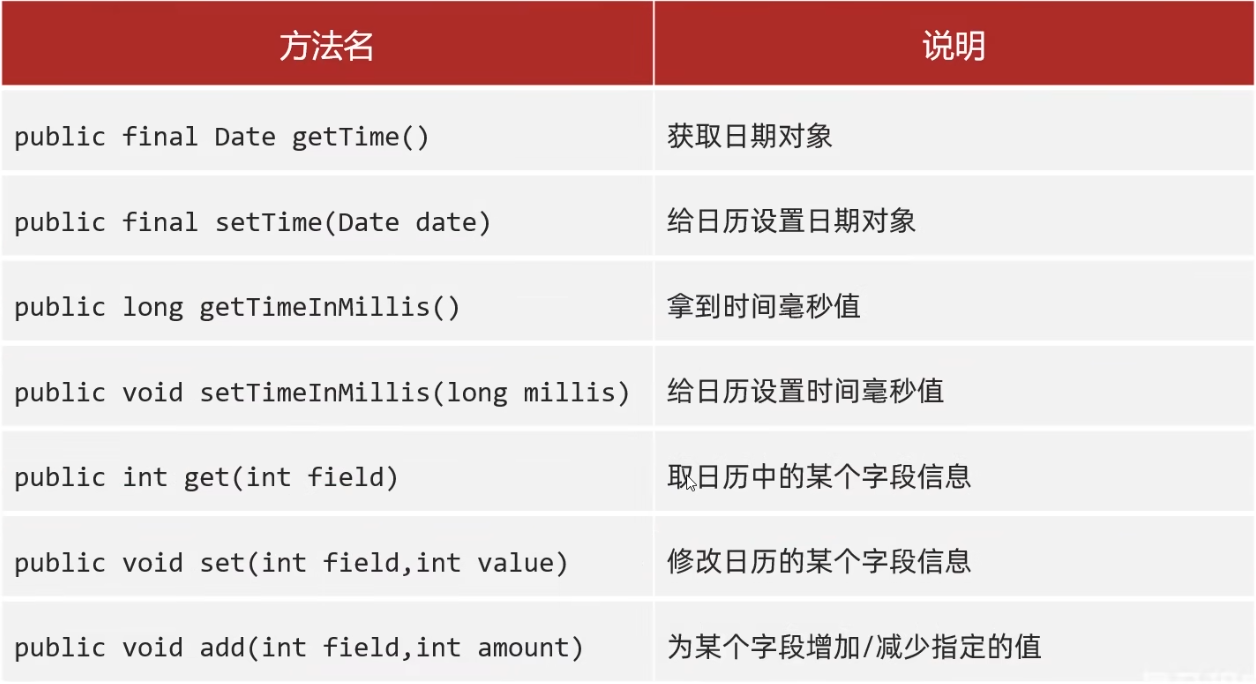 方法名 说明
public final Date getTime() 获取日期对象
public final setTime(Date date) 给日历设置日期对象
public long getTimeInMillis() 拿到时间毫秒值
public void setTimeInMillis(long millis) 给日历设置时间毫秒值
public int get(int field) 取日历中的某个字段信息
public void set(int field,int value) 修改日历的某个字段信息
public void add(int field,int amount) 为某个字段增加/减少指定的值